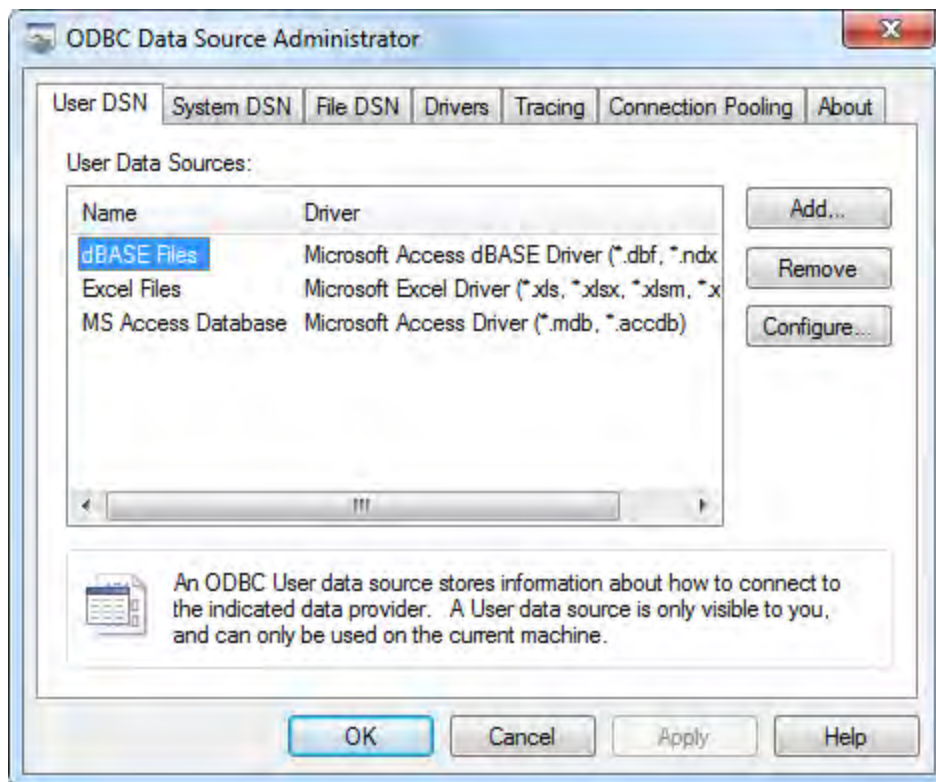 ODBC Data Source Administrator
User DSN System DSN File DSN Drivers Tracing Connection Pooling About
User Data Sources:
Name Driver
dBASE Files Microsoft Access dBASE Driver (*.dbf, *.ndx
Excel Files Microsoft Excel Driver (*.xls, *.xlsx, *.xlsm, *.x
MS Access Database Microsoft Access Driver (*.mdb, *.accdb)
Add...
Remove
Configure...
An ODBC User data source stores information about how to connect to
the indicated data provider. A User data source is only visible to you,
and can only be used on the current machine.
OK Cancel Apply Help